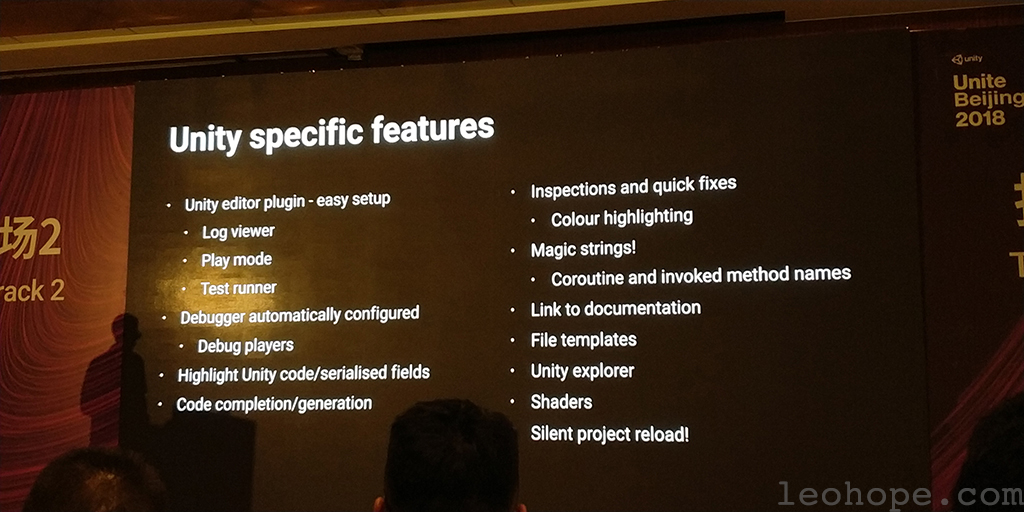 Unity specific features
• Unity editor plugin - easy setup
• Log viewer
• Play mode
• Test runner
• Debugger automatically configured
• Debug players
• Highlight Unity code/serialised fields
• Code completion/generation
• Inspections and quick fixes
• Colour highlighting
• Magic strings!
• Coroutine and invoked method names
• Link to documentation
• File templates
• Unity explorer
• Shaders
Silent project reload!
unity
Unite
Beijing
2018
场2
rack 2
T
leohope.com